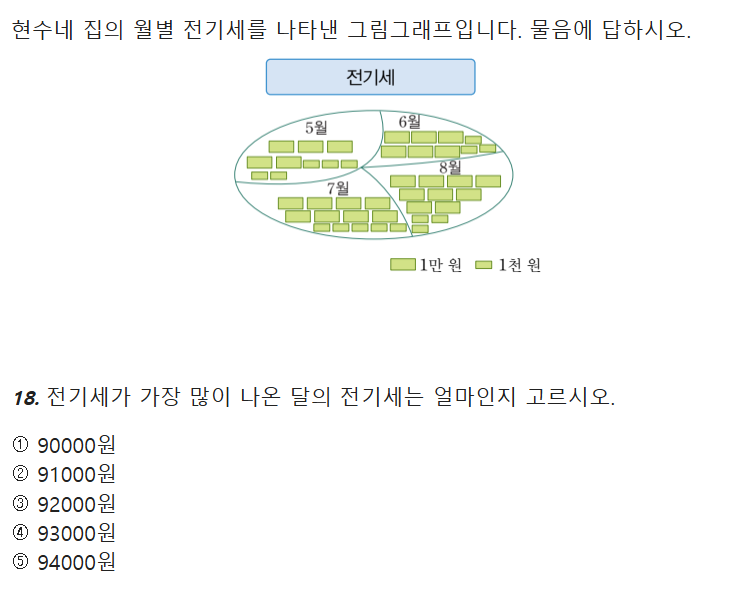 현수네 집의 월별 전기세를 나타낸 그림그래프입니다. 물음에 답하시오.
전기세
5월
6월
7월
8월
1만 원 1천 원
18. 전기세가 가장 많이 나온 달의 전기세는 얼마인지 고르시오.
① 90000원
② 91000원
③ 92000원
④ 93000원
⑤ 94000원